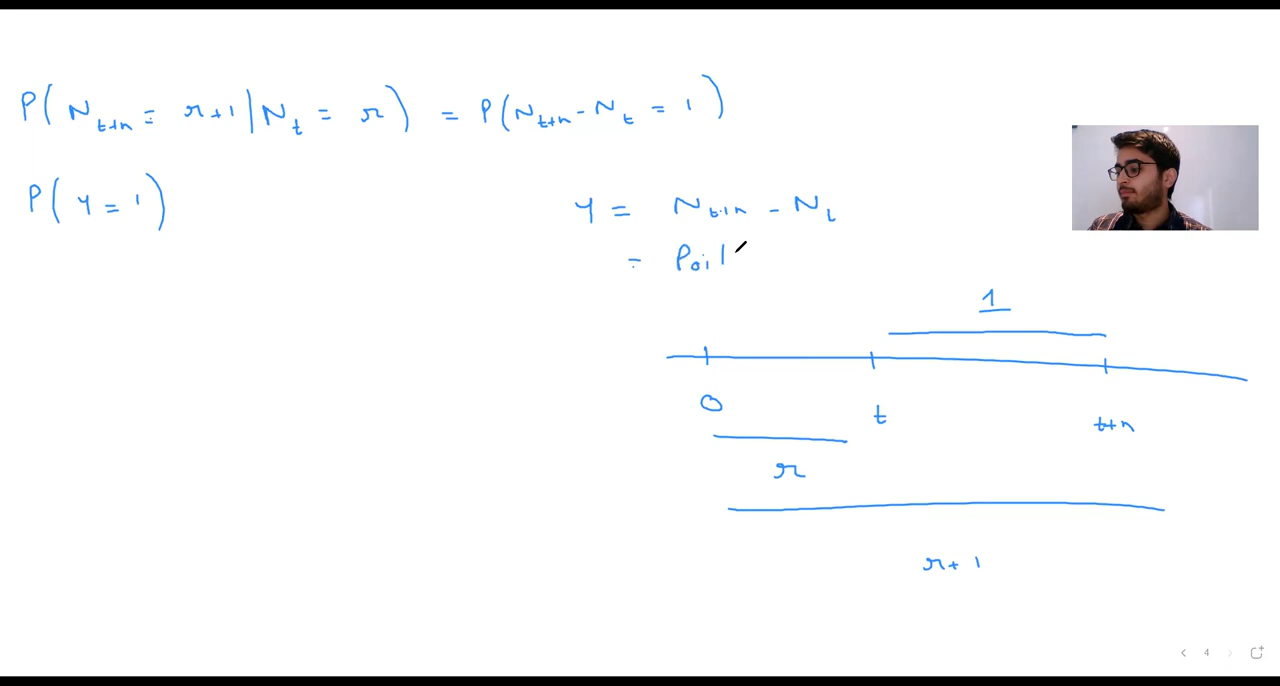 P( N_{t+n} = r+1 | N_t = r ) = P( N_{t+n} - N_t = 1 )
P( Y = 1 )
Y = N_{t+n} - N_t
= Poi(
1
0 t t+n
r
r+1
4